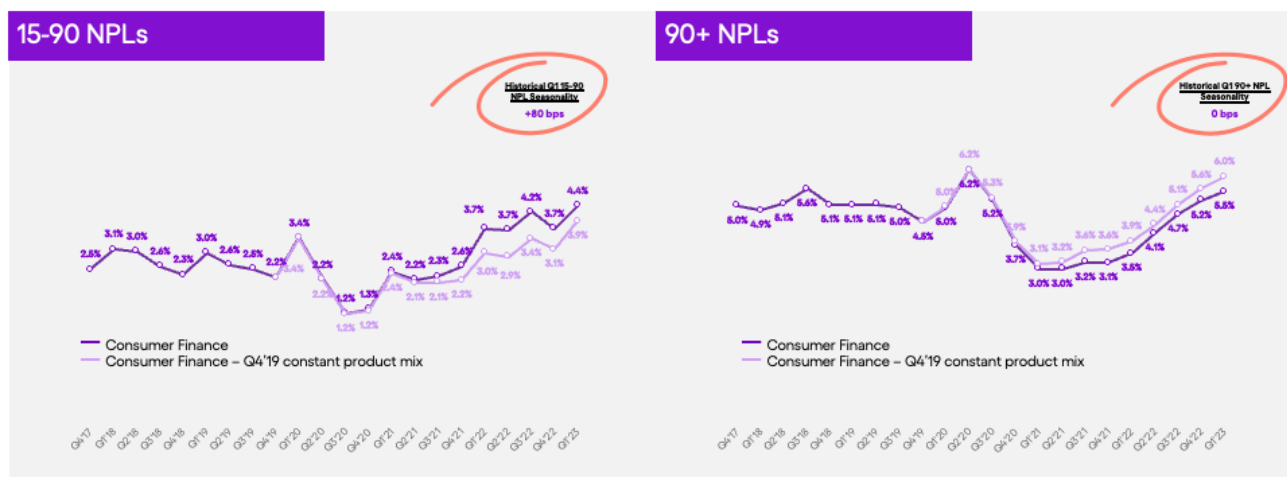 15-90 NPLs
Historical Q1 15-90
NPL Seasonality
+80 bps
2.5%
3.1%
3.0%
2.6%
2.3%
3.0%
2.6%
2.5%
2.2%
3.4%
2.2%
1.2%
1.3%
2.4%
2.2%
2.3%
2.6%
3.7%
3.7%
4.2%
3.7%
4.4%
3.4%
2.2%
1.2%
1.2%
2.4%
2.1%
2.1%
2.2%
3.0%
2.9%
3.4%
3.1%
3.9%
Consumer Finance
Consumer Finance – Q4'19 constant product mix
Q4'17
Q1'18
Q2'18
Q3'18
Q4'18
Q1'19
Q2'19
Q3'19
Q4'19
Q1'20
Q2'20
Q3'20
Q4'20
Q1'21
Q2'21
Q3'21
Q4'21
Q1'22
Q2'22
Q3'22
Q4'22
Q1'23
90+ NPLs
Historical Q1 90+ NPL
Seasonality
0 bps
5.0%
4.9%
5.1%
5.6%
5.1%
5.1%
5.1%
5.0%
4.5%
5.0%
6.2%
5.2%
3.7%
3.0%
3.0%
3.2%
3.1%
3.5%
4.1%
4.7%
5.2%
5.5%
5.0%
6.2%
5.3%
3.1%
3.2%
3.6%
3.6%
3.9%
4.4%
5.1%
5.6%
6.0%
Consumer Finance
Consumer Finance – Q4'19 constant product mix
Q4'17
Q1'18
Q2'18
Q3'18
Q4'18
Q1'19
Q2'19
Q3'19
Q4'19
Q1'20
Q2'20
Q3'20
Q4'20
Q1'21
Q2'21
Q3'21
Q4'21
Q1'22
Q2'22
Q3'22
Q4'22
Q1'23